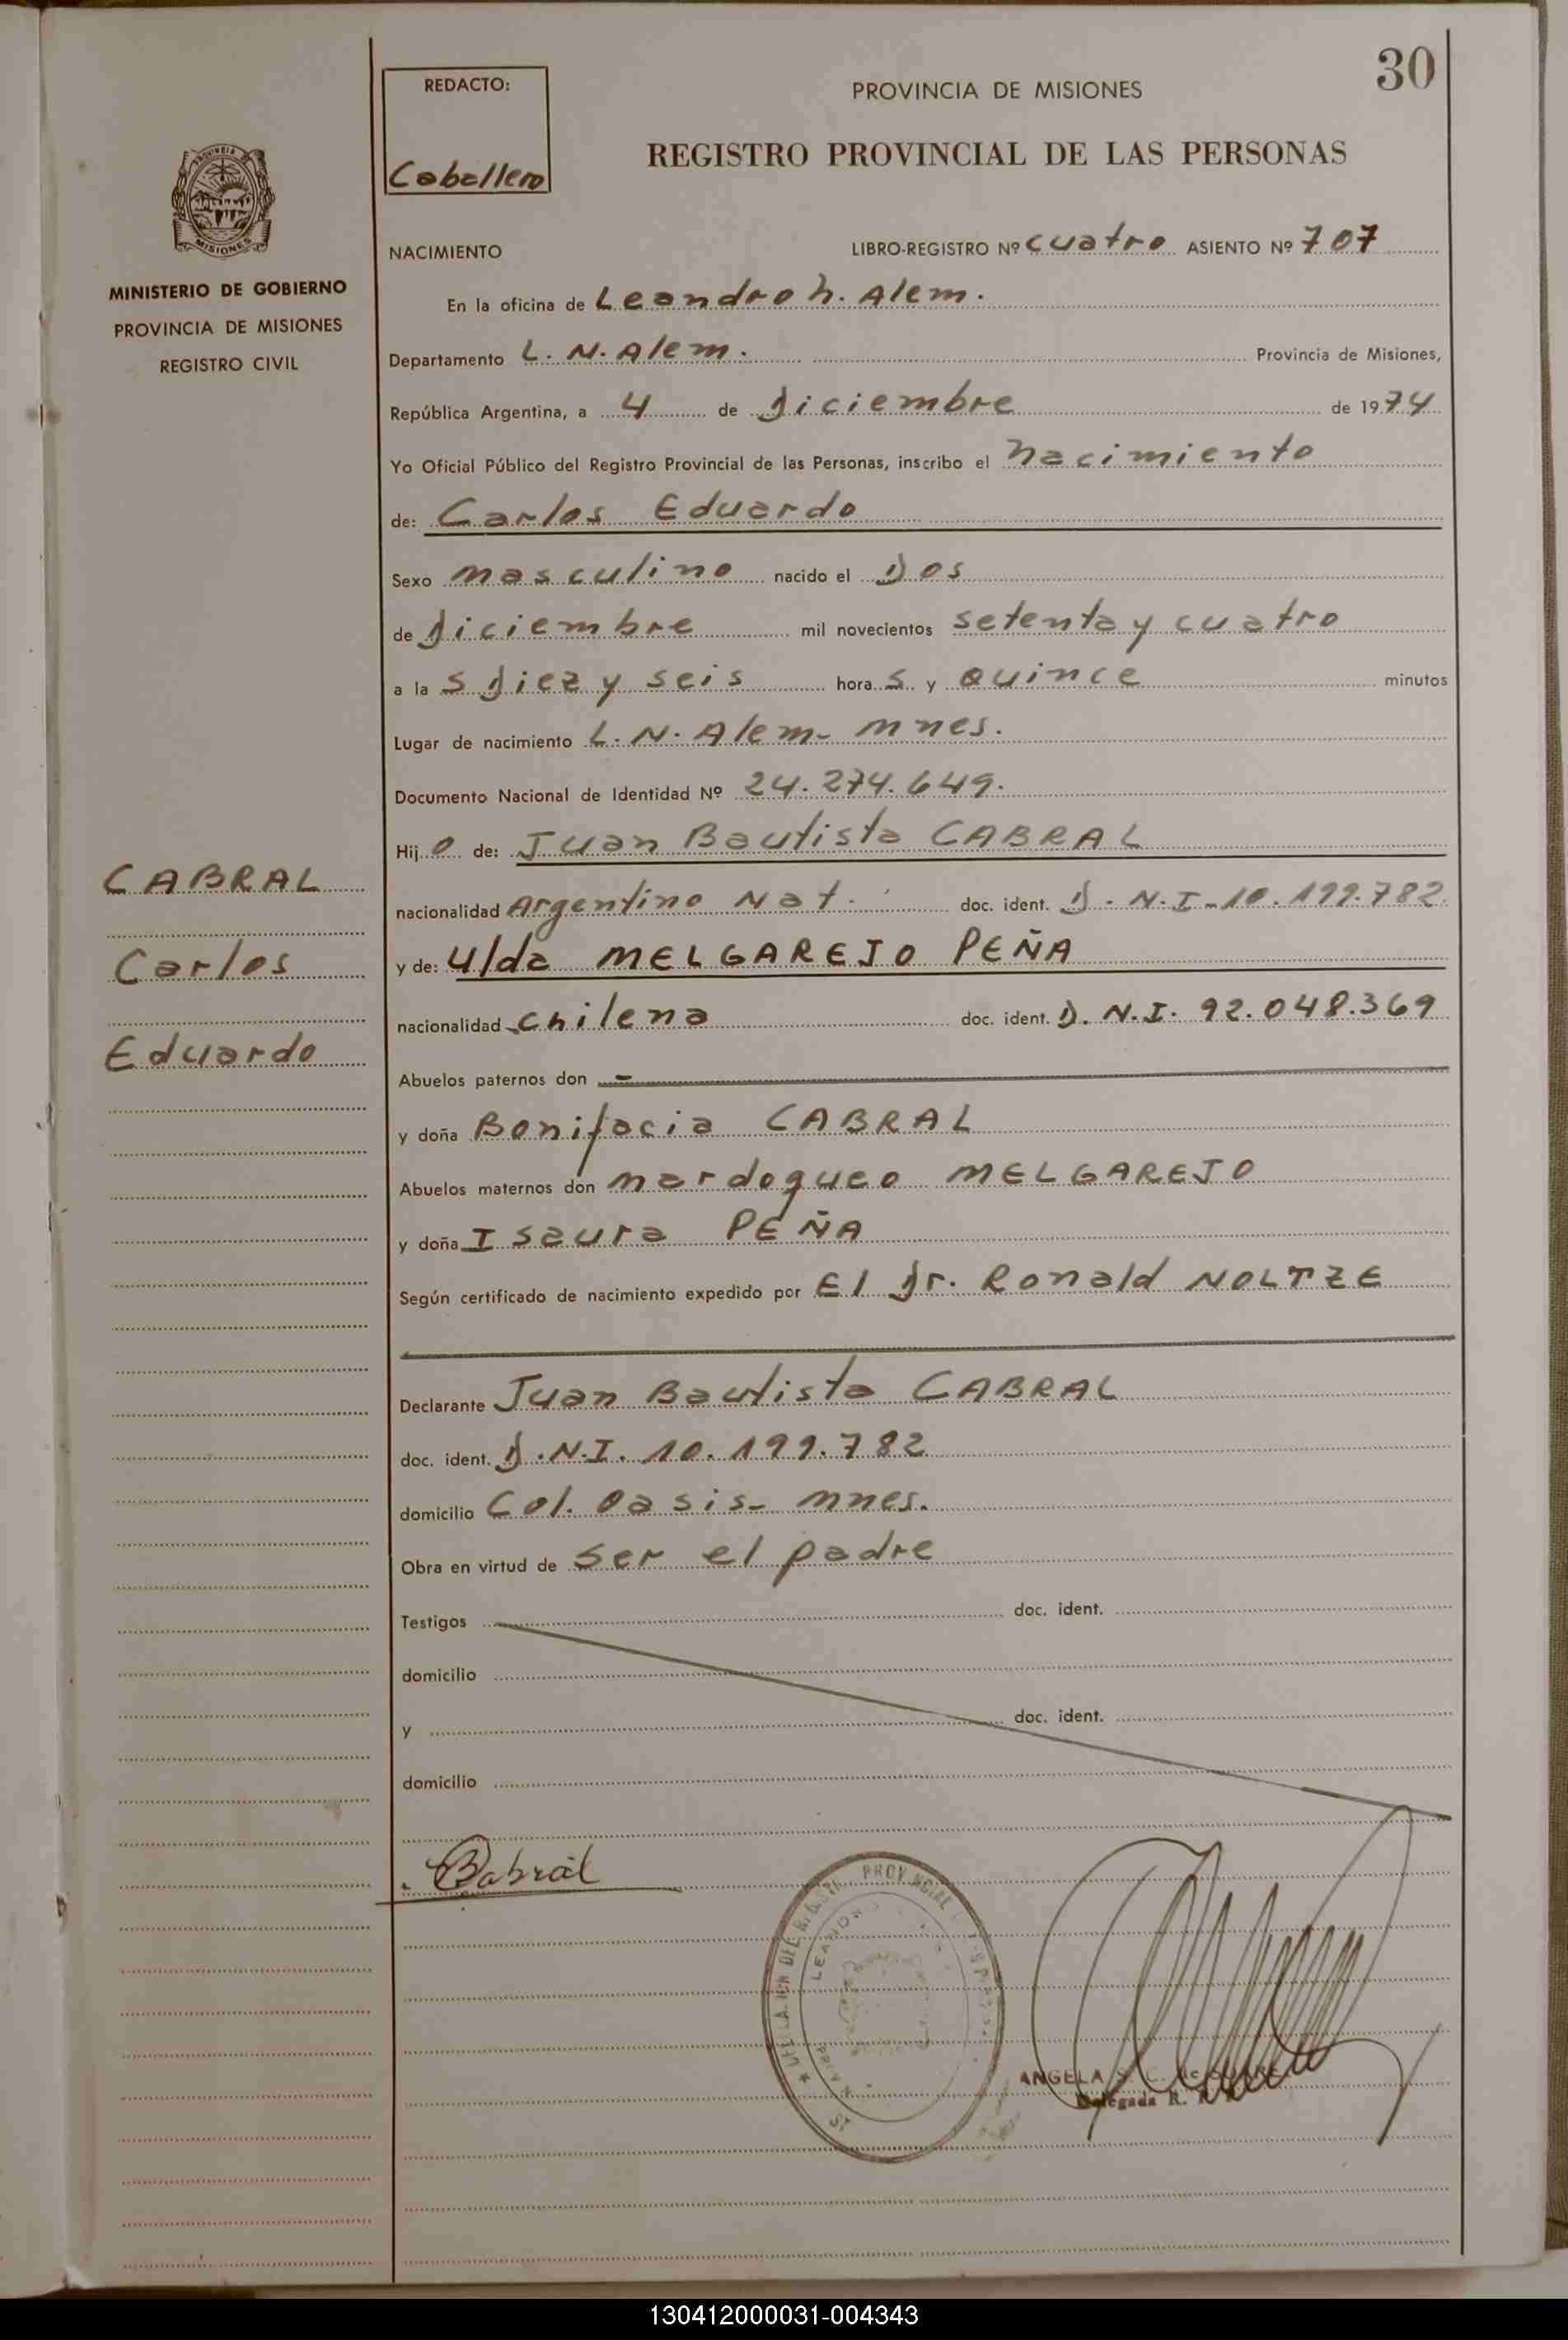 30
REDACTO:
Caballero
PROVINCIA DE MISIONES
REGISTRO PROVINCIAL DE LAS PERSONAS
PROVINCIA DE
MISIONES
MINISTERIO DE GOBIERNO
PROVINCIA DE MISIONES
REGISTRO CIVIL
NACIMIENTO LIBRO-REGISTRO Nº cuatro ASIENTO Nº 707
En la oficina de Leandro N. Alem.
Departamento L. N. Alem. Provincia de Misiones,
República Argentina, a 4 de Diciembre de 1974
Yo Oficial Público del Registro Provincial de las Personas, inscribo el nacimiento
de: Carlos Eduardo
Sexo masculino nacido el Dos
de Diciembre mil novecientos setenta y cuatro
a la s Diez y seis hora s y Quince minutos
Lugar de nacimiento L. N. Alem - Mnes.
Documento Nacional de Identidad Nº 24.274.649.
Hij o de: Juan Bautista CABRAL
CABRAL
nacionalidad Argentino Nat. doc. ident. D.N.I - 10.199.782.
Carlos
y de: Ulda MELGAREJO PEÑA
nacionalidad chilena doc. ident. D.N.I. 92.048.369
Eduardo
Abuelos paternos don -
y doña Bonifacia CABRAL
Abuelos maternos don Mardoqueo MELGAREJO
y doña Isaura PEÑA
Según certificado de nacimiento expedido por El Dr. Ronald NOLTZE
Declarante Juan Bautista CABRAL
doc. ident. D.N.I. 10.199.782
domicilio Col. Oasis - Mnes.
Obra en virtud de ser el padre
Testigos doc. ident.
domicilio
y doc. ident.
domicilio
Cabral
PROVINCIAL
ANGELA S.
Delegada R.
130412000031-004343